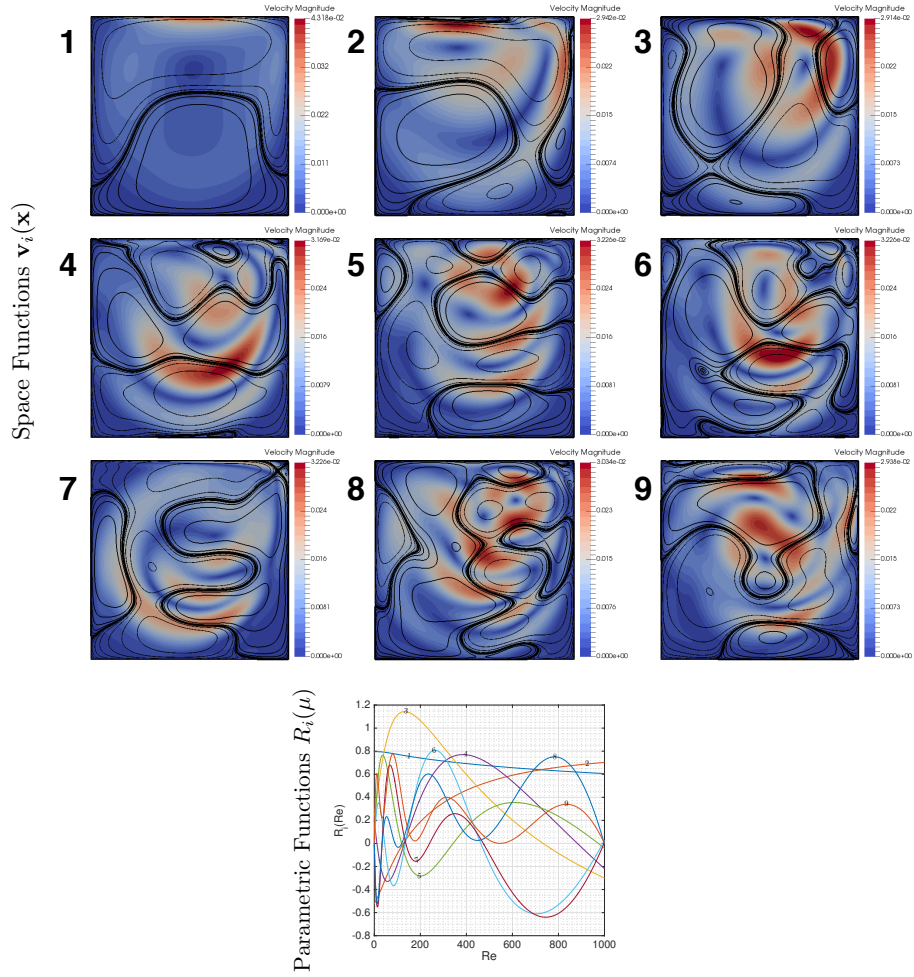 Space Functions v_i(x)
1
Velocity Magnitude
4.318e-02
0.032
0.022
0.011
0.000e+00
2
Velocity Magnitude
2.942e-02
0.022
0.015
0.0074
0.000e+00
3
Velocity Magnitude
2.914e-02
0.022
0.015
0.0073
0.000e+00
4
Velocity Magnitude
3.169e-02
0.024
0.016
0.0079
0.000e+00
5
Velocity Magnitude
3.226e-02
0.024
0.016
0.0081
0.000e+00
6
Velocity Magnitude
3.226e-02
0.024
0.016
0.0081
0.000e+00
7
Velocity Magnitude
3.226e-02
0.024
0.016
0.0081
0.000e+00
8
Velocity Magnitude
3.034e-02
0.023
0.015
0.0076
0.000e+00
9
Velocity Magnitude
2.938e-02
0.022
0.015
0.0073
0.000e+00
Parametric Functions R_i(μ)
R_i(Re)
1.2
1
0.8
0.6
0.4
0.2
0
-0.2
-0.4
-0.6
-0.8
3
6
4
1
8
2
9
5
0 200 400 600 800 1000
Re